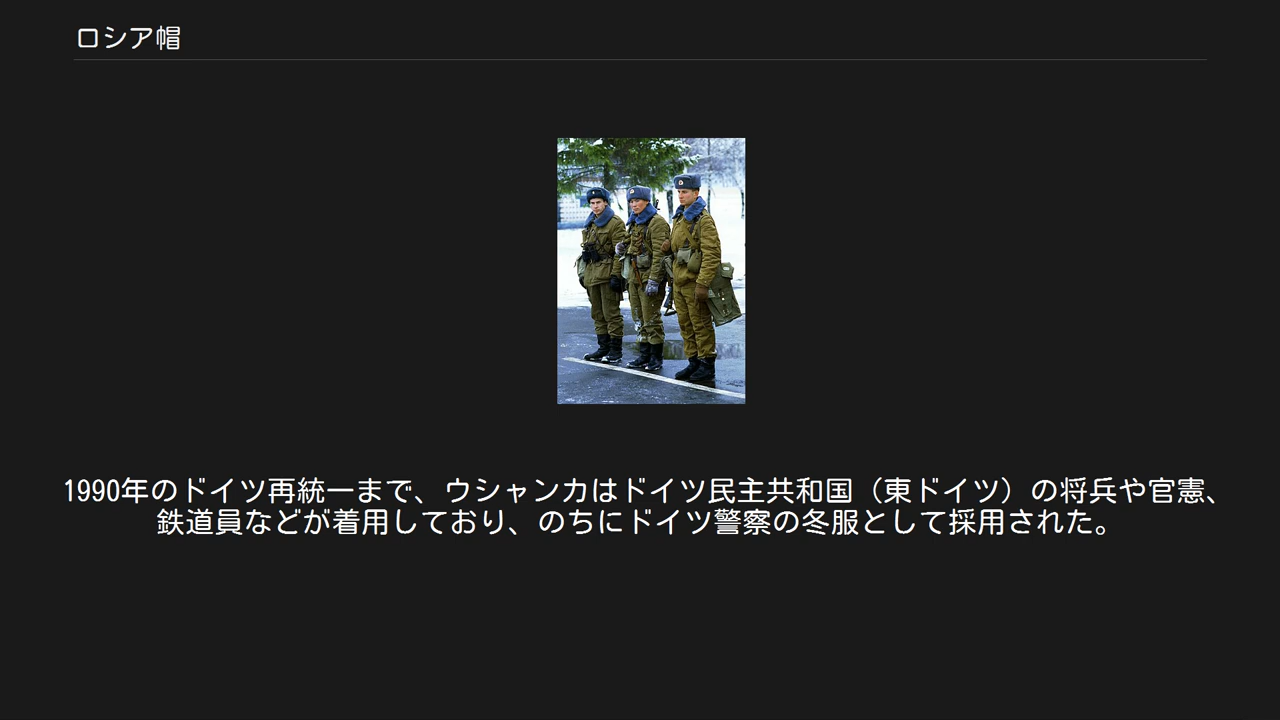 ロシア帽
1990年のドイツ再統一まで、ウシャンカはドイツ民主共和国（東ドイツ）の将兵や官憲、
鉄道員などが着用しており、のちにドイツ警察の冬服として採用された。